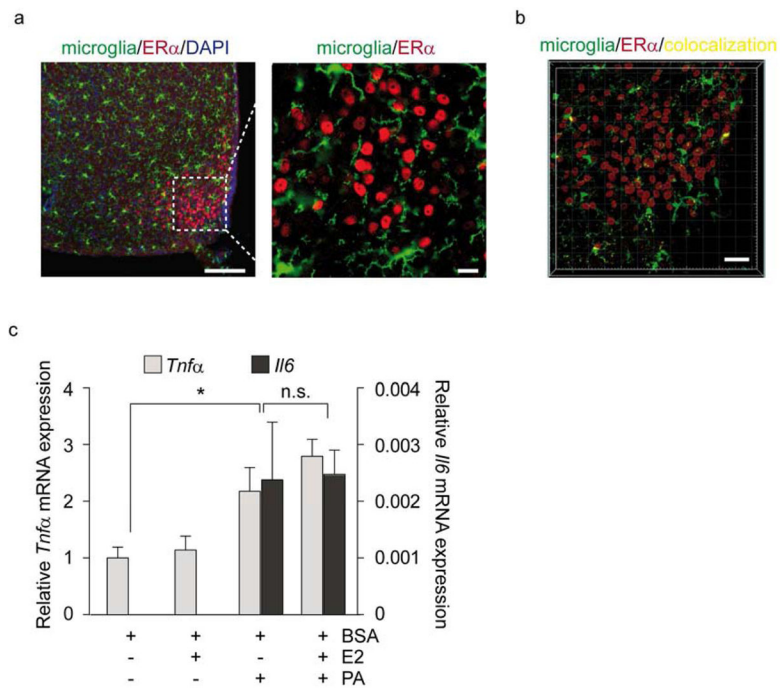 a
microglia/ERα/DAPI
microglia/ERα
b
microglia/ERα/colocalization
c
Tnfα
Il6
Relative Tnfα mRNA expression
4
3
2
1
0
*
n.s.
0.004
0.003
0.002
0.001
0
Relative Il6 mRNA expression
+ + + + BSA
- + - + E2
- - + + PA